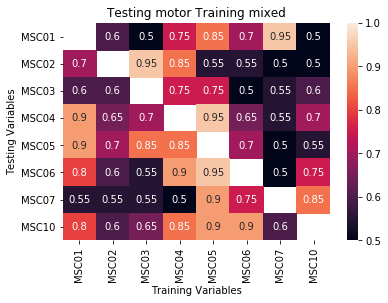 Testing motor Training mixed
Testing Variables
MSC01 0.6 0.5 0.75 0.85 0.7 0.95 0.5
MSC02 0.7 0.95 0.85 0.55 0.55 0.5 0.5
MSC03 0.6 0.6 0.75 0.75 0.5 0.55 0.6
MSC04 0.9 0.65 0.7 0.95 0.65 0.55 0.7
MSC05 0.9 0.7 0.85 0.85 0.7 0.5 0.55
MSC06 0.8 0.6 0.55 0.9 0.95 0.5 0.75
MSC07 0.55 0.55 0.55 0.5 0.9 0.75 0.85
MSC10 0.8 0.6 0.65 0.85 0.9 0.9 0.6
MSC01 MSC02 MSC03 MSC04 MSC05 MSC06 MSC07 MSC10
Training Variables
1.0
0.9
0.8
0.7
0.6
0.5